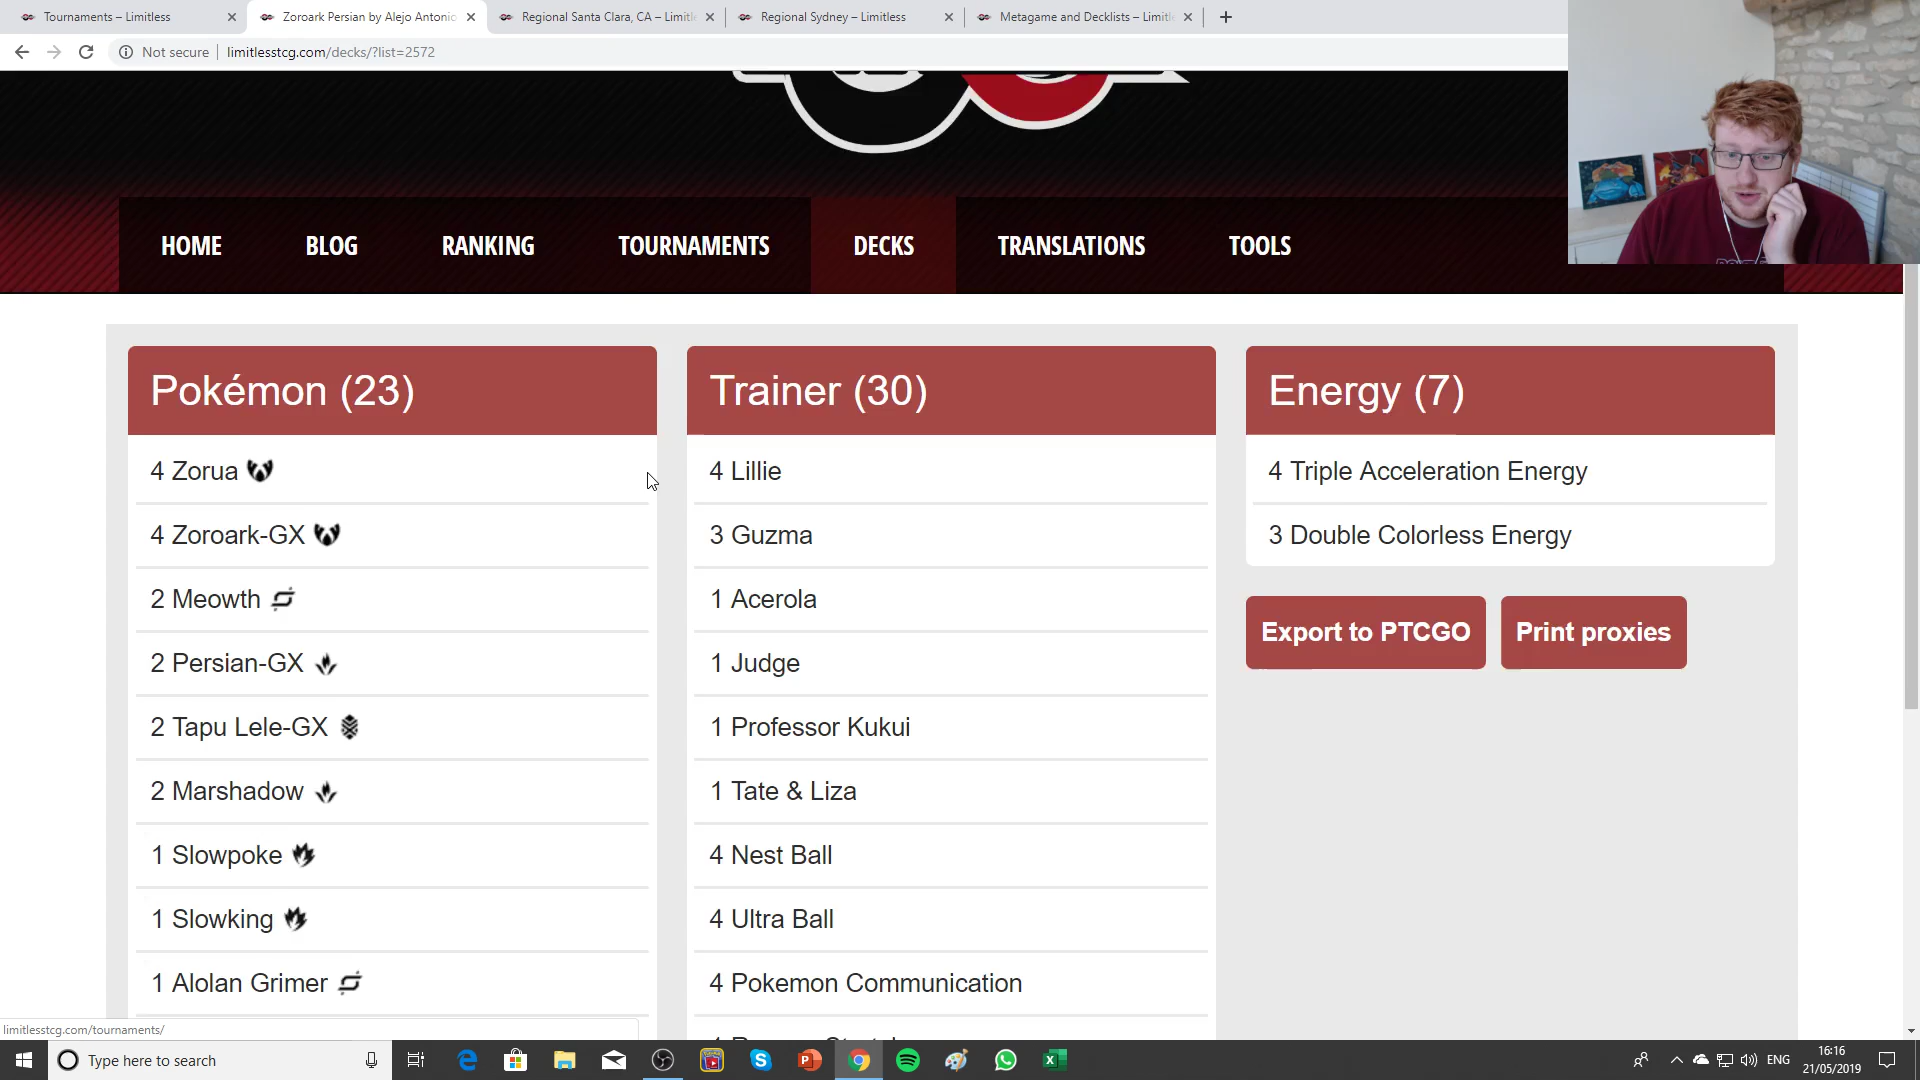 Tournaments – Limitless
Zoroark Persian by Alejo Antonio
Regional Santa Clara, CA – Limitl
Regional Sydney – Limitless
Metagame and Decklists – Limitl
Not secure
limitlesstcg.com/decks/?list=2572
HOME
BLOG
RANKING
TOURNAMENTS
DECKS
TRANSLATIONS
TOOLS
Pokémon (23)
4 Zorua
4 Zoroark-GX
2 Meowth
2 Persian-GX
2 Tapu Lele-GX
2 Marshadow
1 Slowpoke
1 Slowking
1 Alolan Grimer
Trainer (30)
4 Lillie
3 Guzma
1 Acerola
1 Judge
1 Professor Kukui
1 Tate & Liza
4 Nest Ball
4 Ultra Ball
4 Pokemon Communication
Energy (7)
4 Triple Acceleration Energy
3 Double Colorless Energy
Export to PTCGO
Print proxies
limitlesstcg.com/tournaments/
Type here to search
ENG
16:16
21/05/2019